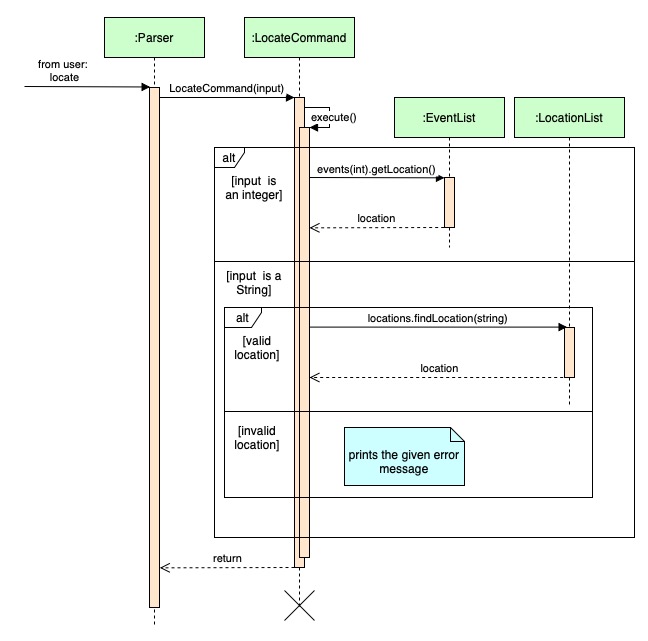 :Parser
:LocateCommand
from user:
locate
LocateCommand(input)
execute()
:EventList
:LocationList
alt
[input  is
an integer]
events(int).getLocation()
location
[input  is a
String]
alt
locations.findLocation(string)
[valid
location]
location
[invalid
location]
prints the given error
message
return